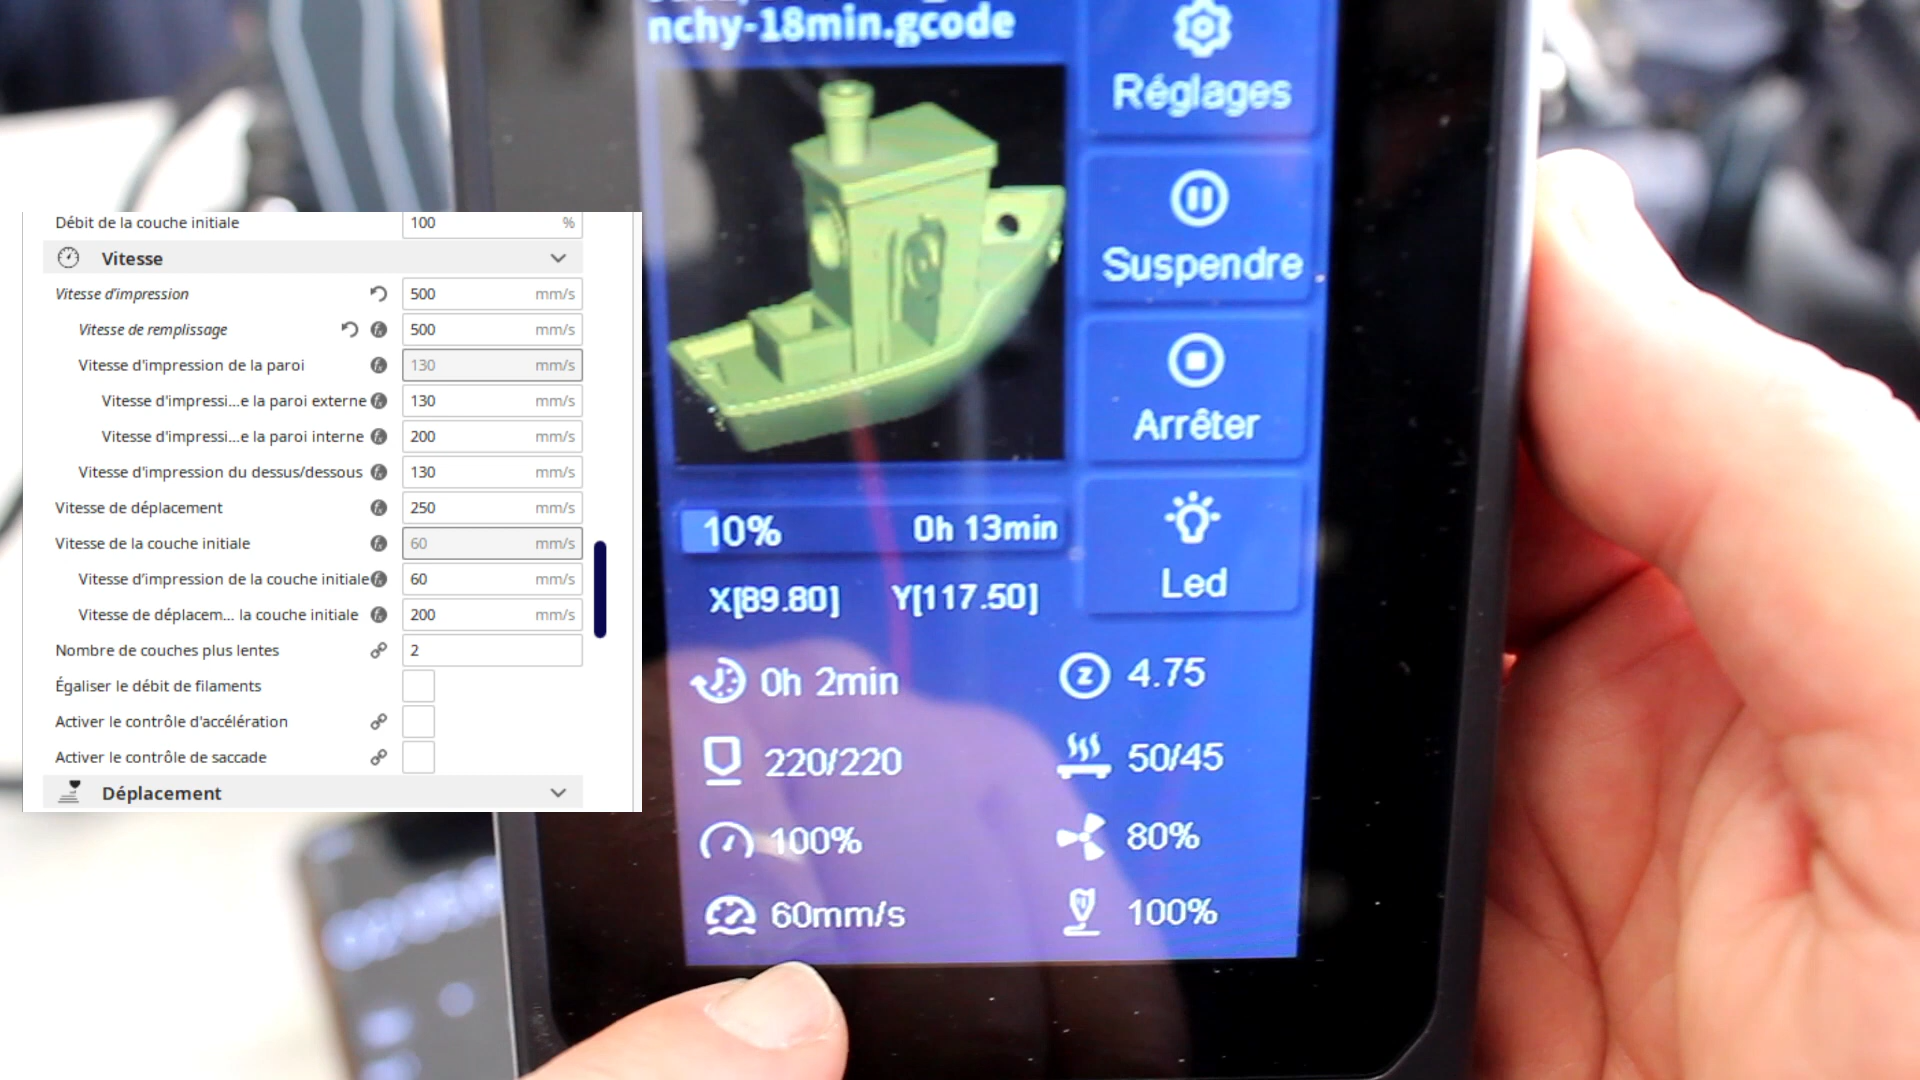 Débit de la couche initiale 100 %
Vitesse
Vitesse d'impression 500 mm/s
Vitesse de remplissage 500 mm/s
Vitesse d'impression de la paroi 130 mm/s
Vitesse d'impressi...e la paroi externe 130 mm/s
Vitesse d'impressi...e la paroi interne 200 mm/s
Vitesse d'impression du dessus/dessous 130 mm/s
Vitesse de déplacement 250 mm/s
Vitesse de la couche initiale 60 mm/s
Vitesse d'impression de la couche initiale 60 mm/s
Vitesse de déplacem... la couche initiale 200 mm/s
Nombre de couches plus lentes 2
Égaliser le débit de filaments
Activer le contrôle d'accélération
Activer le contrôle de saccade
Déplacement
nchy-18min.gcode
Réglages
Suspendre
Arrêter
Led
10% 0h 13min
X[89.80] Y[117.50]
0h 2min 4.75
220/220 50/45
100% 80%
60mm/s 100%